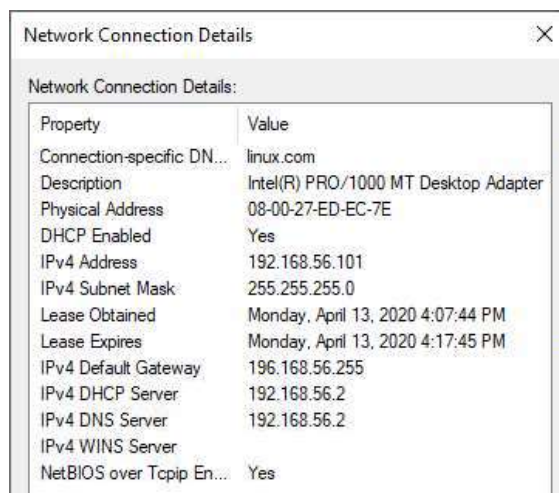 Network Connection Details
Network Connection Details:
Property Value
Connection-specific DN... linux.com
Description Intel(R) PRO/1000 MT Desktop Adapter
Physical Address 08-00-27-ED-EC-7E
DHCP Enabled Yes
IPv4 Address 192.168.56.101
IPv4 Subnet Mask 255.255.255.0
Lease Obtained Monday, April 13, 2020 4:07:44 PM
Lease Expires Monday, April 13, 2020 4:17:45 PM
IPv4 Default Gateway 196.168.56.255
IPv4 DHCP Server 192.168.56.2
IPv4 DNS Server 192.168.56.2
IPv4 WINS Server
NetBIOS over Tcpip En... Yes